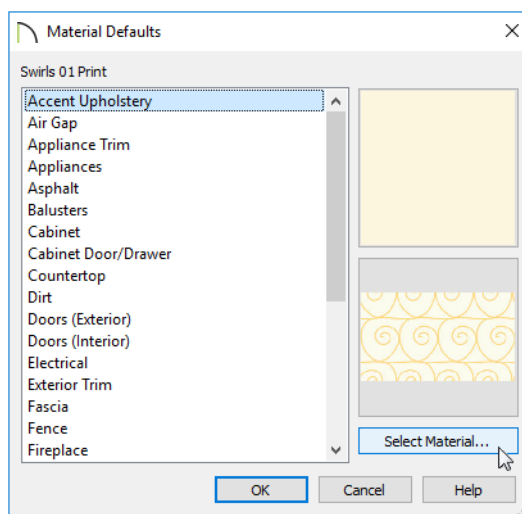 Material Defaults
Swirls 01 Print
Accent Upholstery
Air Gap
Appliance Trim
Appliances
Asphalt
Balusters
Cabinet
Cabinet Door/Drawer
Countertop
Dirt
Doors (Exterior)
Doors (Interior)
Electrical
Exterior Trim
Fascia
Fence
Fireplace
Select Material...
OK
Cancel
Help